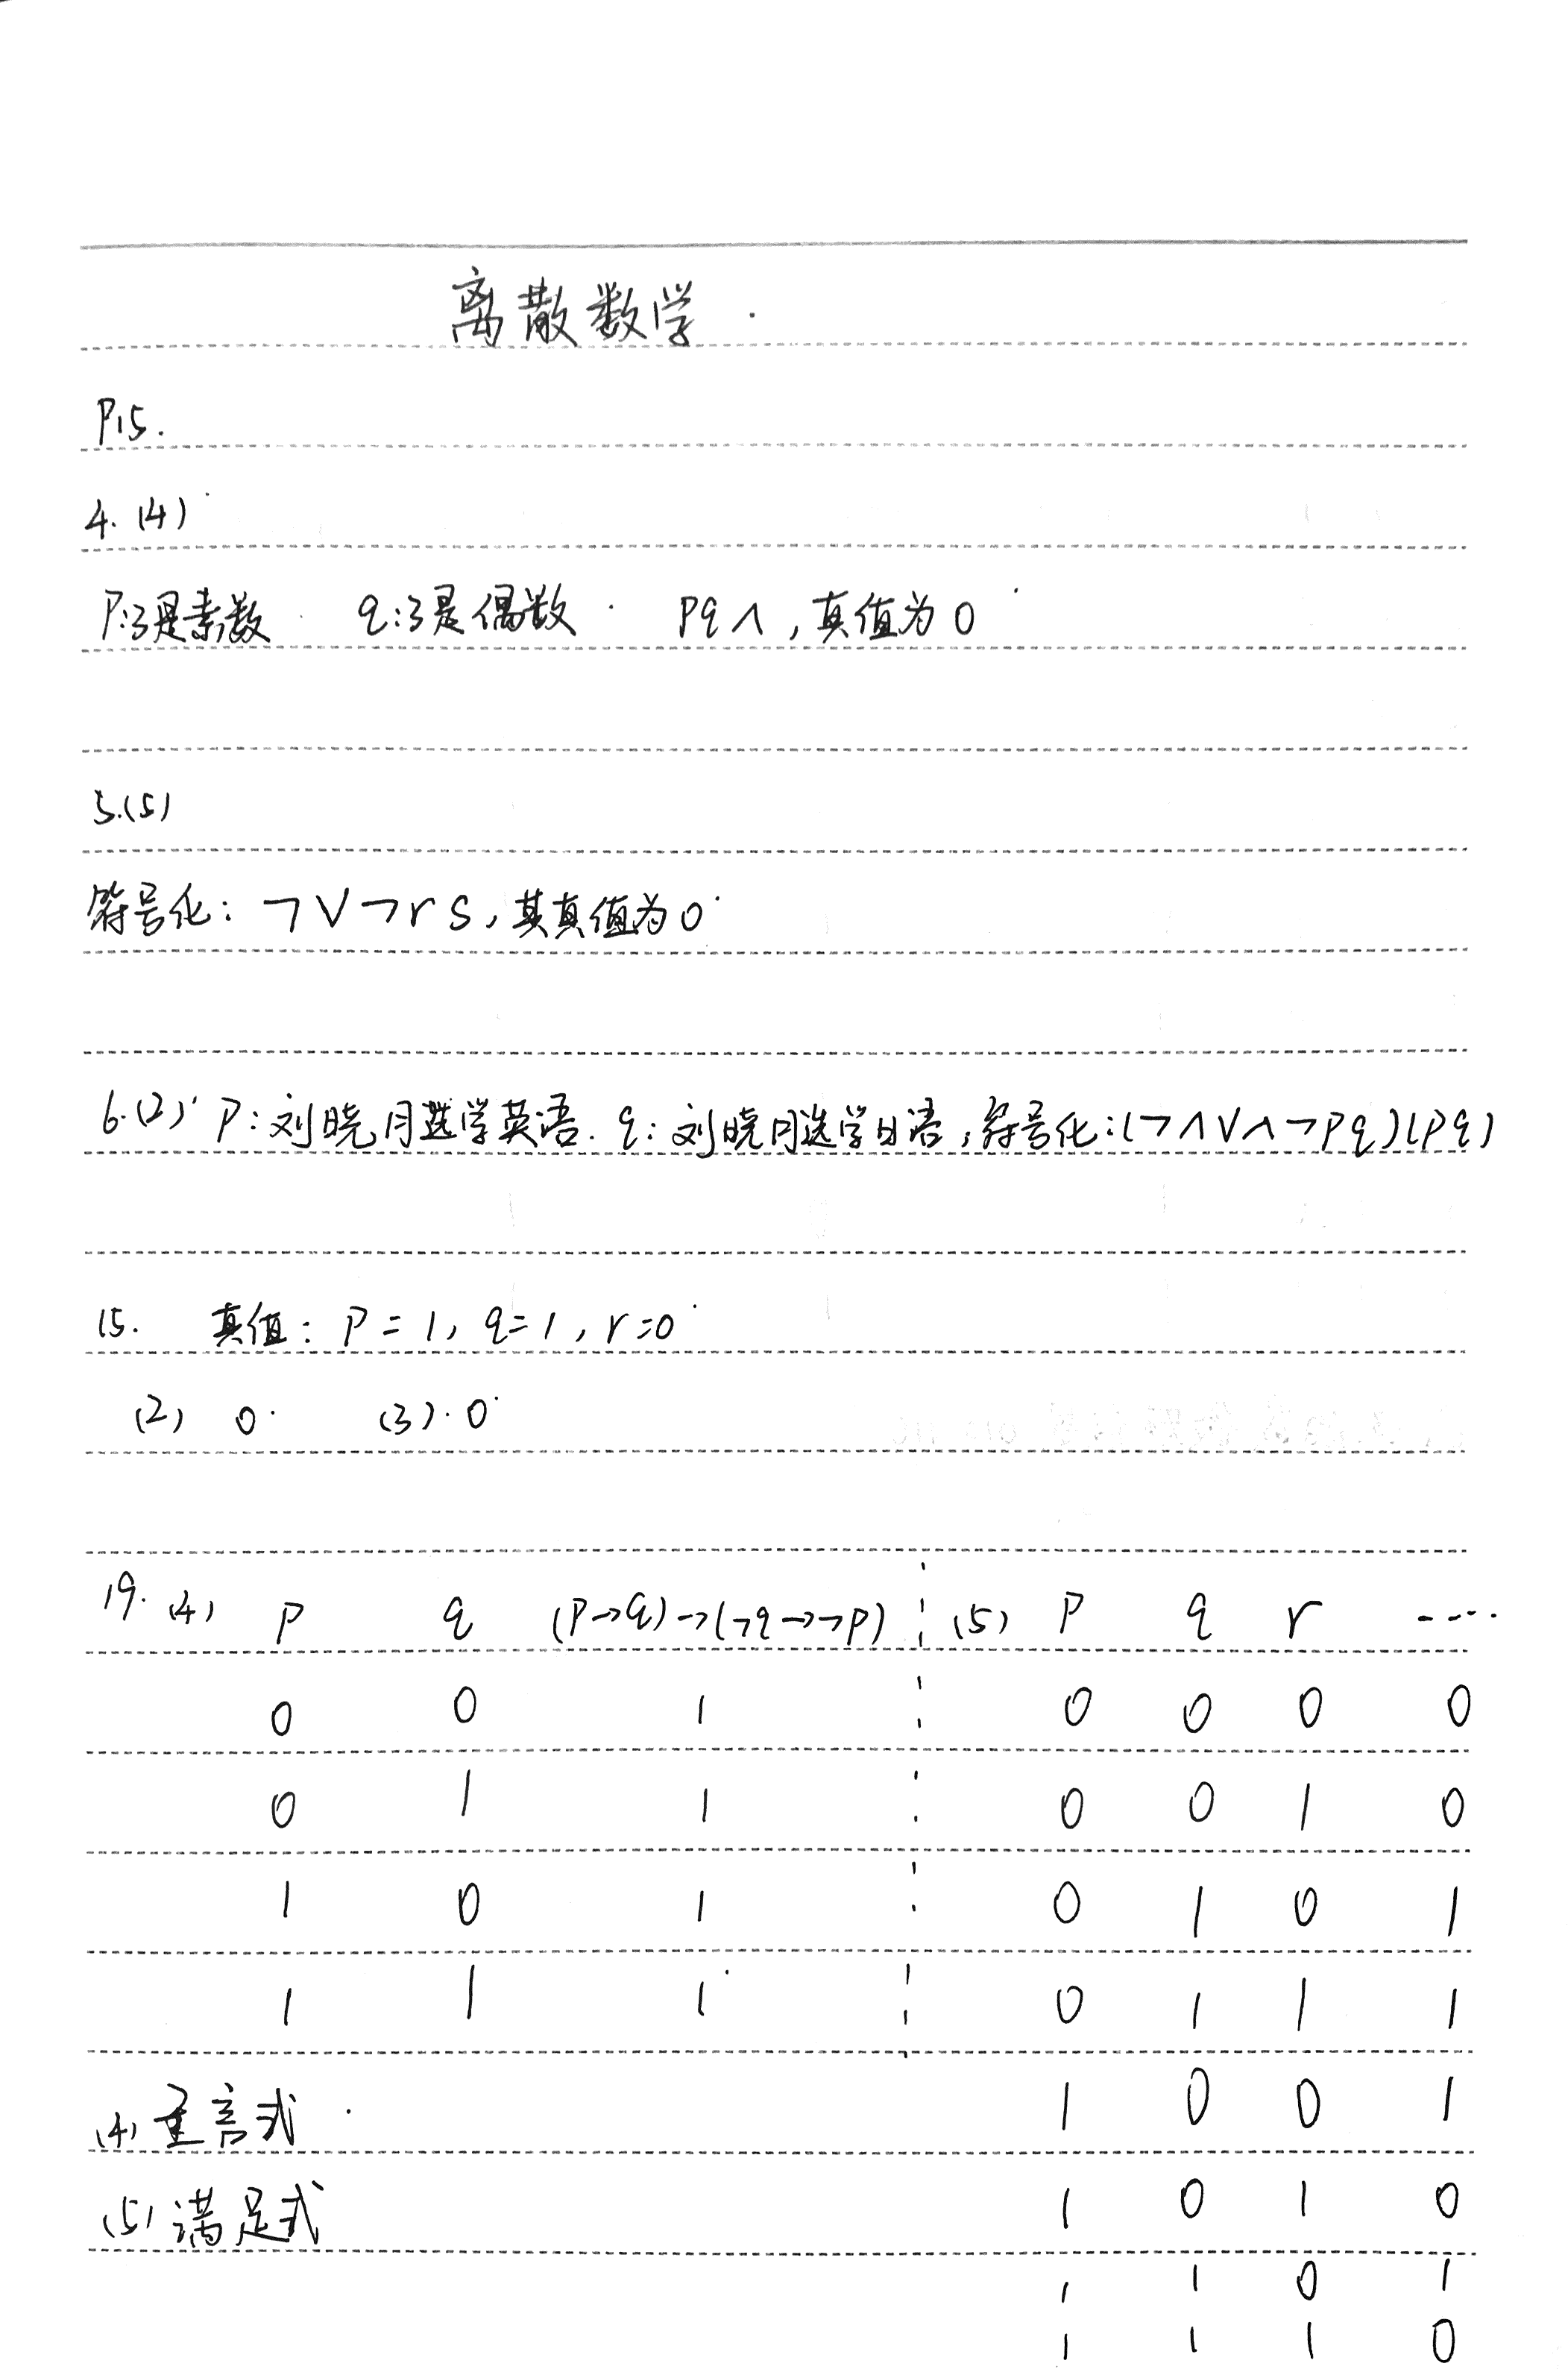 离散数学.
P15.
4. (4)
P:3是素数 q:3是偶数. pq∧,真值为0
5.(5)
符号化: ¬∨¬rs,其真值为0
6.(2) P:刘晓月选学英语. q:刘晓月选学日语,符号化:(¬∧∨∧¬pq)(pq)
15. 真值: P=1, q=1, r=0
(2) 0. (3). 0
19. (4) P q (P→q)→(¬q→¬P) (5) P q r -----
0 0 1 0 0 0 0
0 1 1 0 0 1 0
1 0 1 0 1 0 1
1 1 1 0 1 1 1
(4) 重言式. 1 0 0 1
(5) 满足式 1 0 1 0
1 1 0 1
1 1 1 0